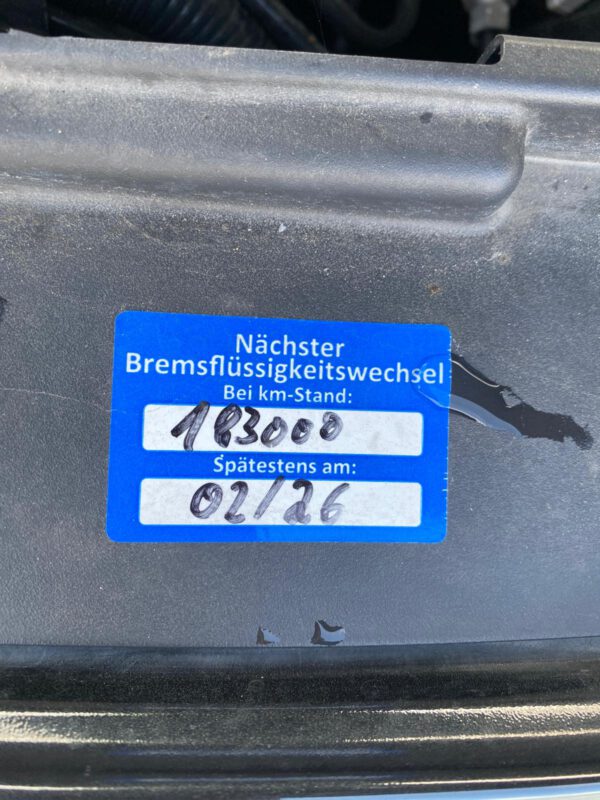 Nächster
Bremsflüssigkeitswechsel
Bei km-Stand:
183000
Spätestens am:
02/26